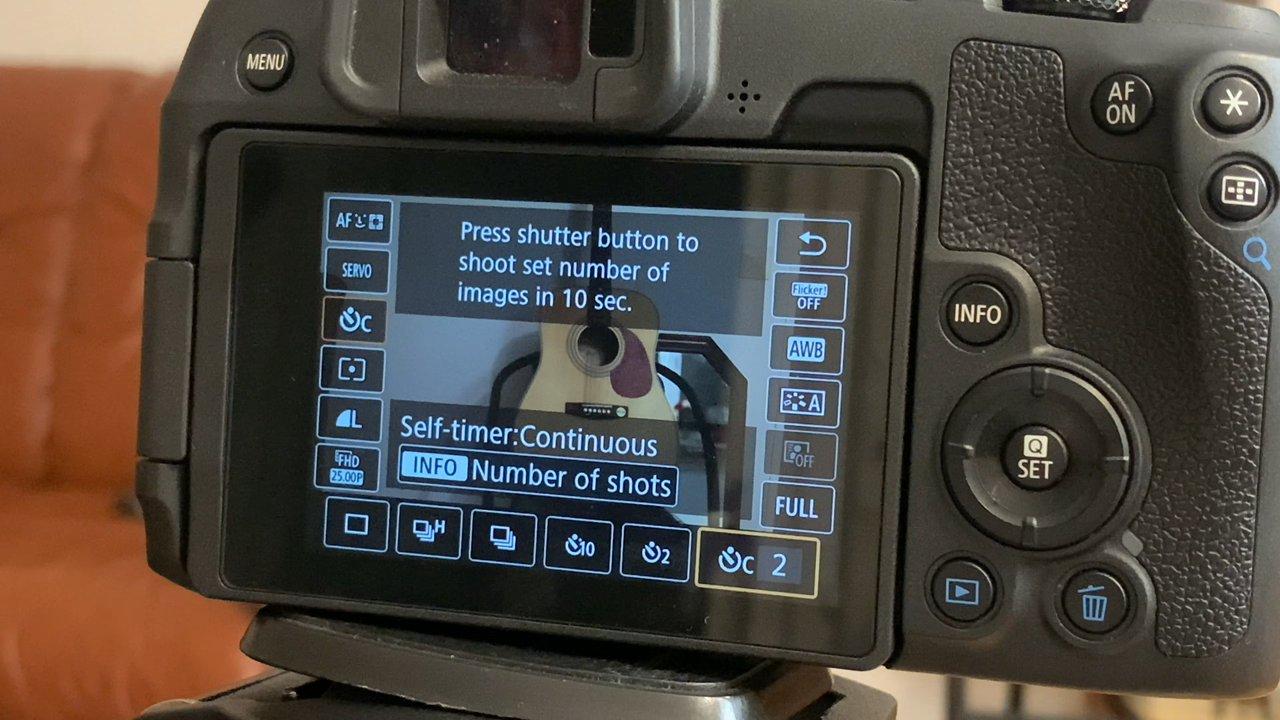 MENU
AF
ON
INFO
Q
SET
AF
SERVO
C
L
FHD
25.00P
Press shutter button to
shoot set number of
images in 10 sec.
Flicker!
OFF
AWB
A
OFF
FULL
Self-timer:Continuous
INFO Number of shots
H
10
2
C 2